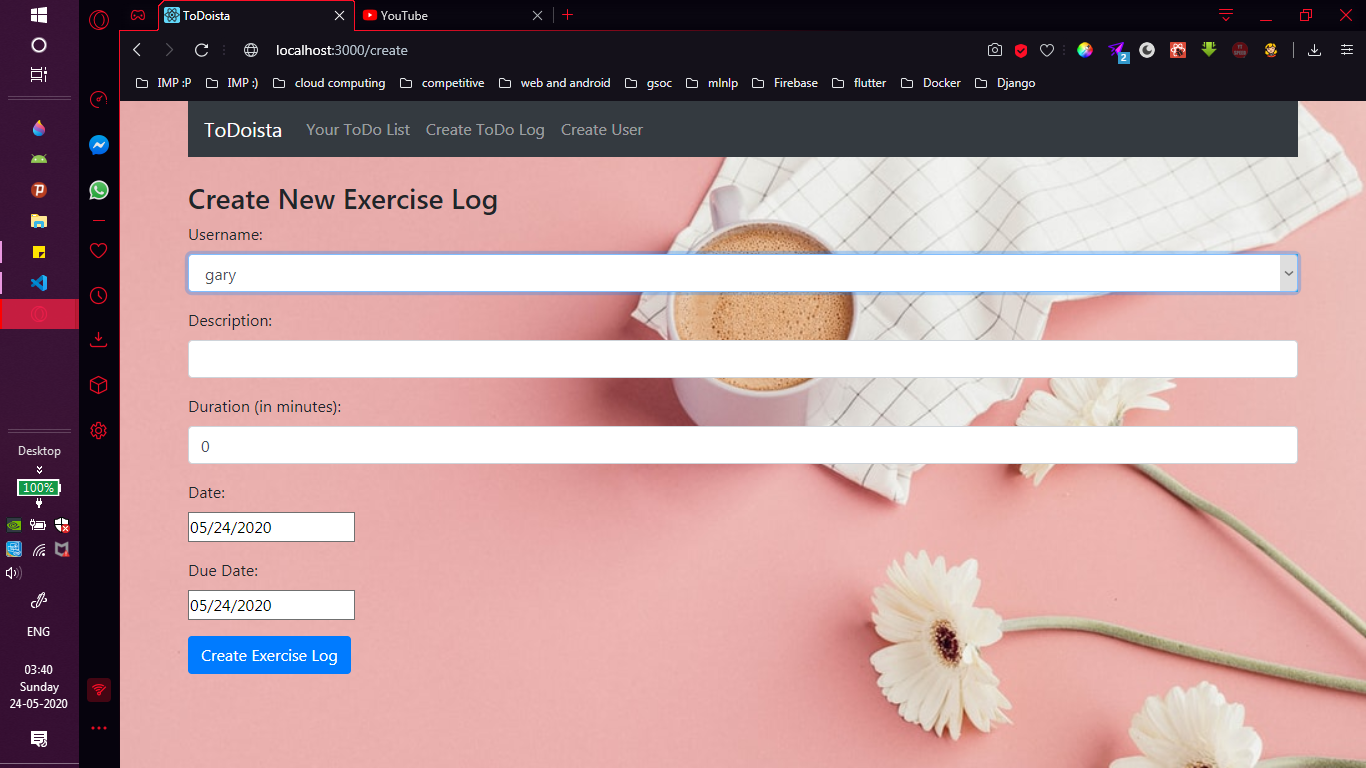 ToDoista
YouTube
localhost:3000/create
2
IMP :P
IMP :)
cloud computing
competitive
web and android
gsoc
mlnlp
Firebase
flutter
Docker
Django
ToDoista
Your ToDo List
Create ToDo Log
Create User
Create New Exercise Log
Username:
gary
Description:
Duration (in minutes):
0
Date:
05/24/2020
Due Date:
05/24/2020
Create Exercise Log
Desktop
100%
ENG
03:40
Sunday
24-05-2020